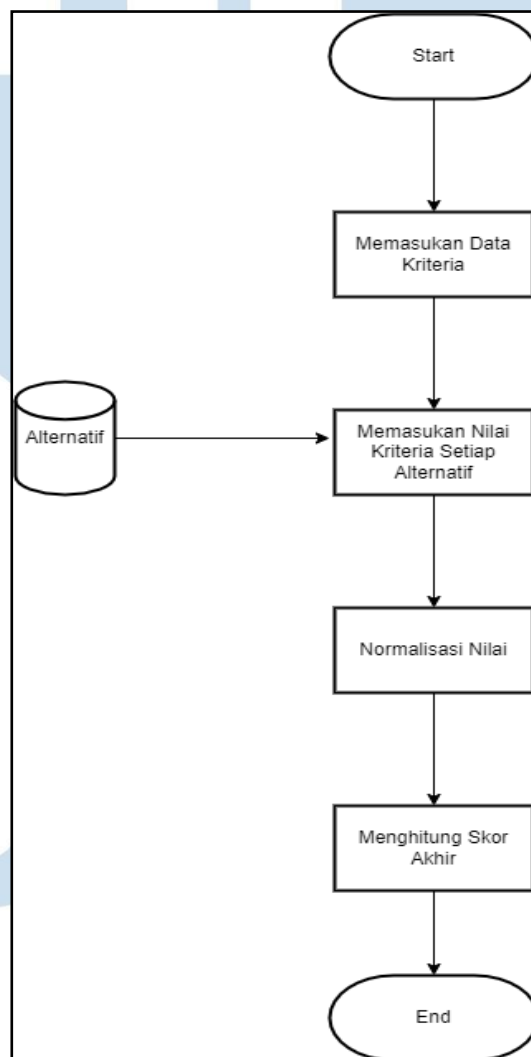 Start
Memasukan Data
Kriteria
Alternatif
Memasukan Nilai
Kriteria Setiap
Alternatif
Normalisasi Nilai
Menghitung Skor
Akhir
End